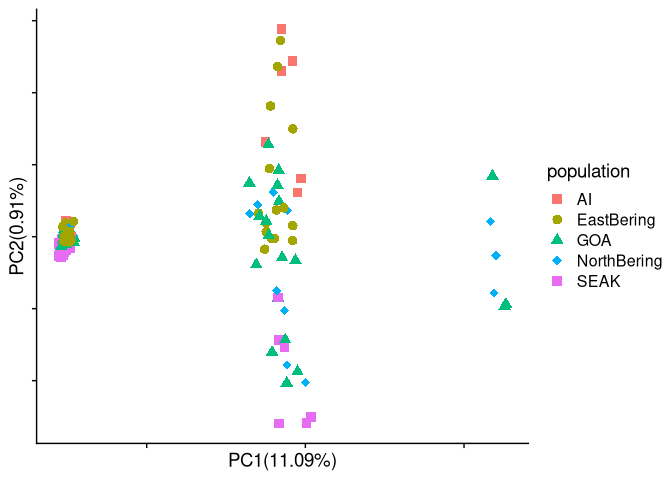 PC2(0.91%)
population
AI
EastBering
GOA
NorthBering
SEAK
PC1(11.09%)